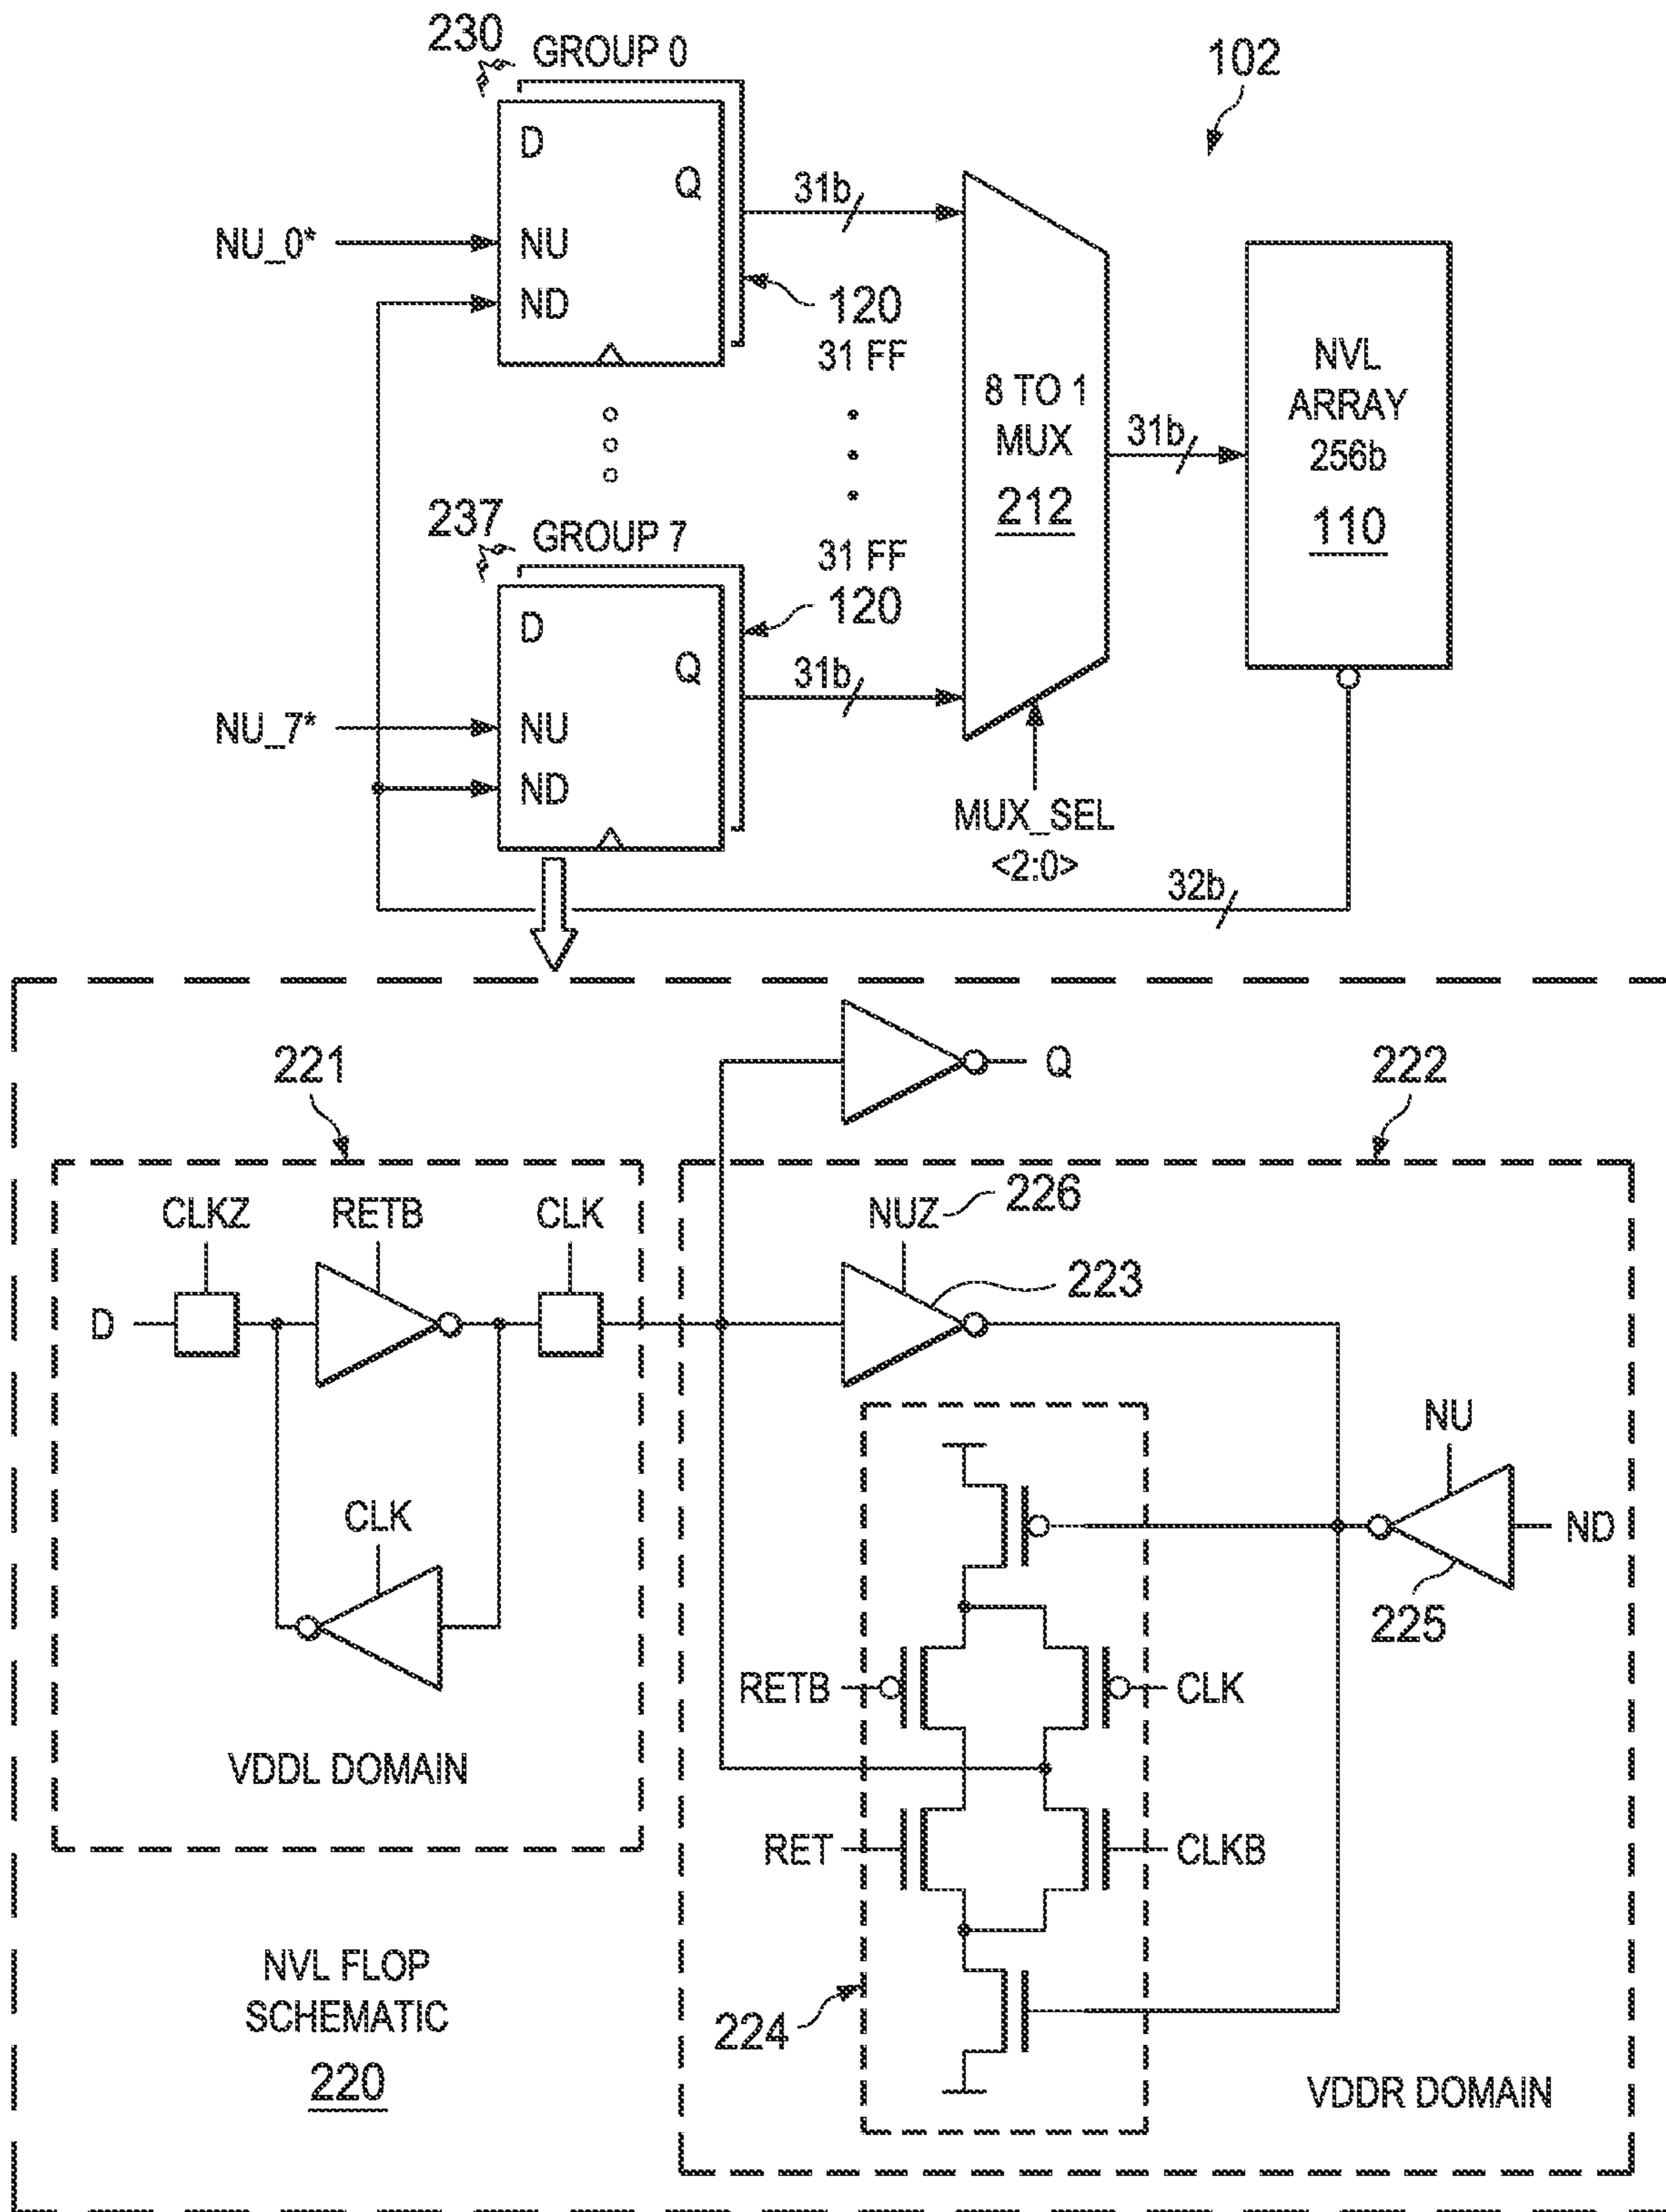 230
GROUP 0
102
D
Q
31b
NU_0*
NU
ND
120
31 FF
8 TO 1
MUX
212
31b
NVL
ARRAY
256b
110
237
GROUP 7
31 FF
120
D
Q
31b
NU_7*
NU
ND
MUX_SEL
<2:0>
32b
221
Q
222
CLKZ
RETB
CLK
NUZ
226
223
D
NU
CLK
ND
225
RETB
CLK
VDDL DOMAIN
RET
CLKB
NVL FLOP
SCHEMATIC
220
224
VDDR DOMAIN